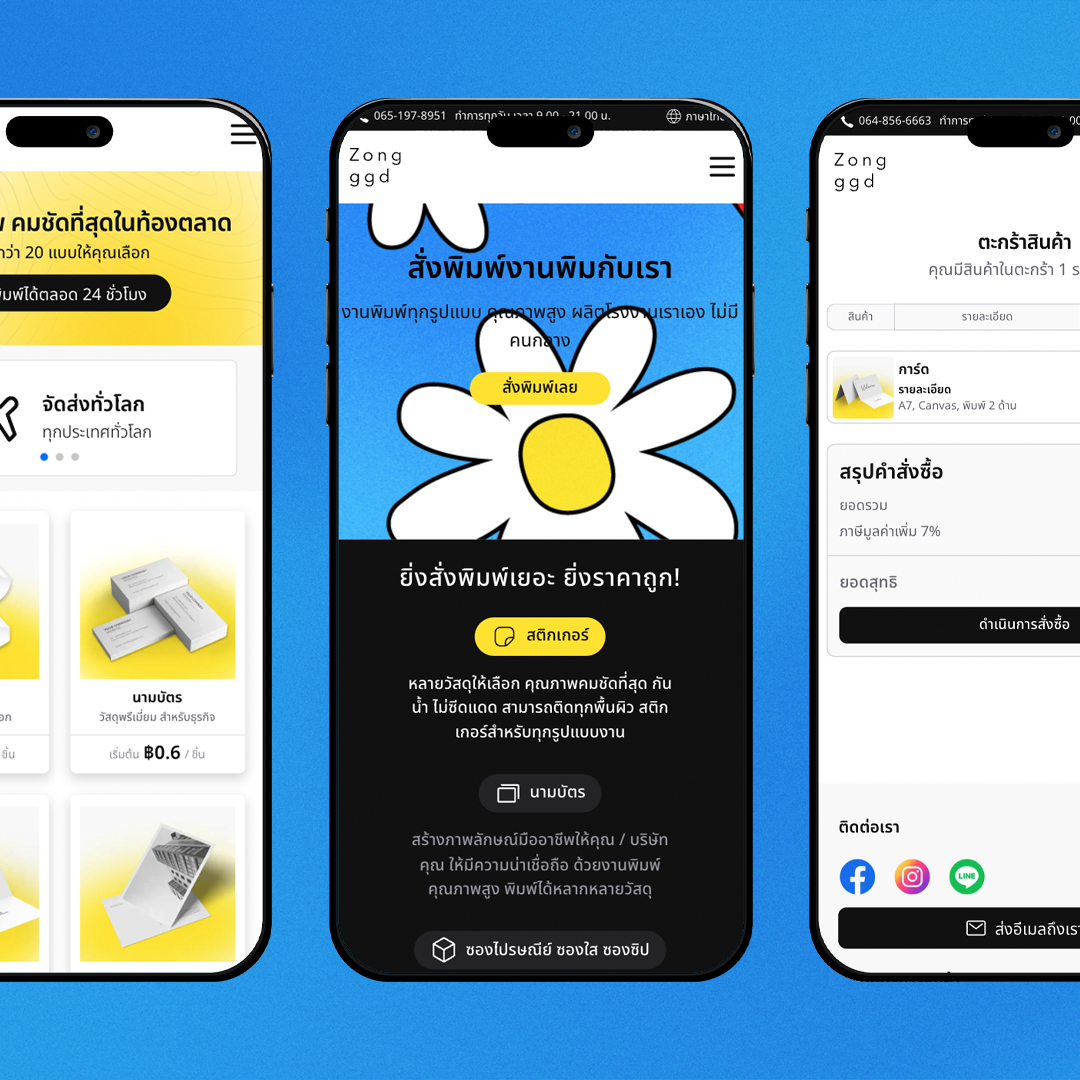 คมชัดที่สุดในท้องตลาด
กว่า 20 แบบให้คุณเลือก
พิมพ์ได้ตลอด 24 ชั่วโมง
จัดส่งทั่วโลก
ทุกประเทศทั่วโลก
นามบัตร
วัสดุพรีเมี่ยม สำหรับธุรกิจ
ชิ้น
เริ่มต้น ฿0.6 / ชิ้น
065-197-8951 ทำการทุกวัน เวลา 9.00 - 21.00 น. ภาษาไทย
Zong
ggd
สั่งพิมพ์งานพิมกับเรา
งานพิมพ์ทุกรูปแบบ คุณภาพสูง ผลิตโรงงานเราเอง ไม่มี
คนกลาง
สั่งพิมพ์เลย
ยิ่งสั่งพิมพ์เยอะ ยิ่งราคาถูก!
สติกเกอร์
หลายวัสดุให้เลือก คุณภาพคมชัดที่สุด กัน
น้ำ ไม่ซีดแดด สามารถติดทุกพื้นผิว สติก
เกอร์สำหรับทุกรูปแบบงาน
นามบัตร
สร้างภาพลักษณ์มืออาชีพให้คุณ / บริษัท
คุณ ให้มีความน่าเชื่อถือ ด้วยงานพิมพ์
คุณภาพสูง พิมพ์ได้หลากหลายวัสดุ
ซองไปรษณีย์ ซองใส ซองซิป
064-856-6663
Zong
ggd
ตะกร้าสินค้า
คุณมีสินค้าในตะกร้า 1
สินค้า รายละเอียด
การ์ด
รายละเอียด
A7, Canvas, พิมพ์ 2 ด้าน
สรุปคำสั่งซื้อ
ยอดรวม
ภาษีมูลค่าเพิ่ม 7%
ยอดสุทธิ
ดำเนินการสั่งซื้อ
ติดต่อเรา
LINE
ส่งอีเมลถึงเรา